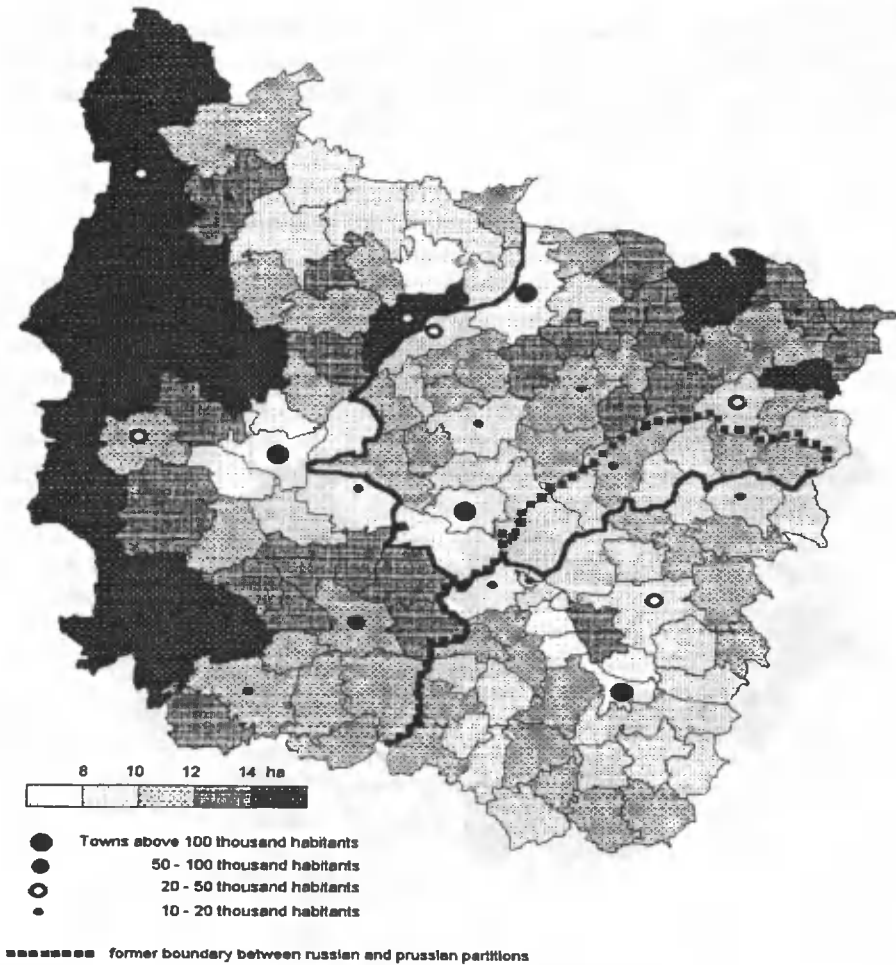 8 10 12 14 ha
Towns above 100 thousand habitants
50 - 100 thousand habitants
20 - 50 thousand habitants
10 - 20 thousand habitants
former boundary between russian and prussian partitions